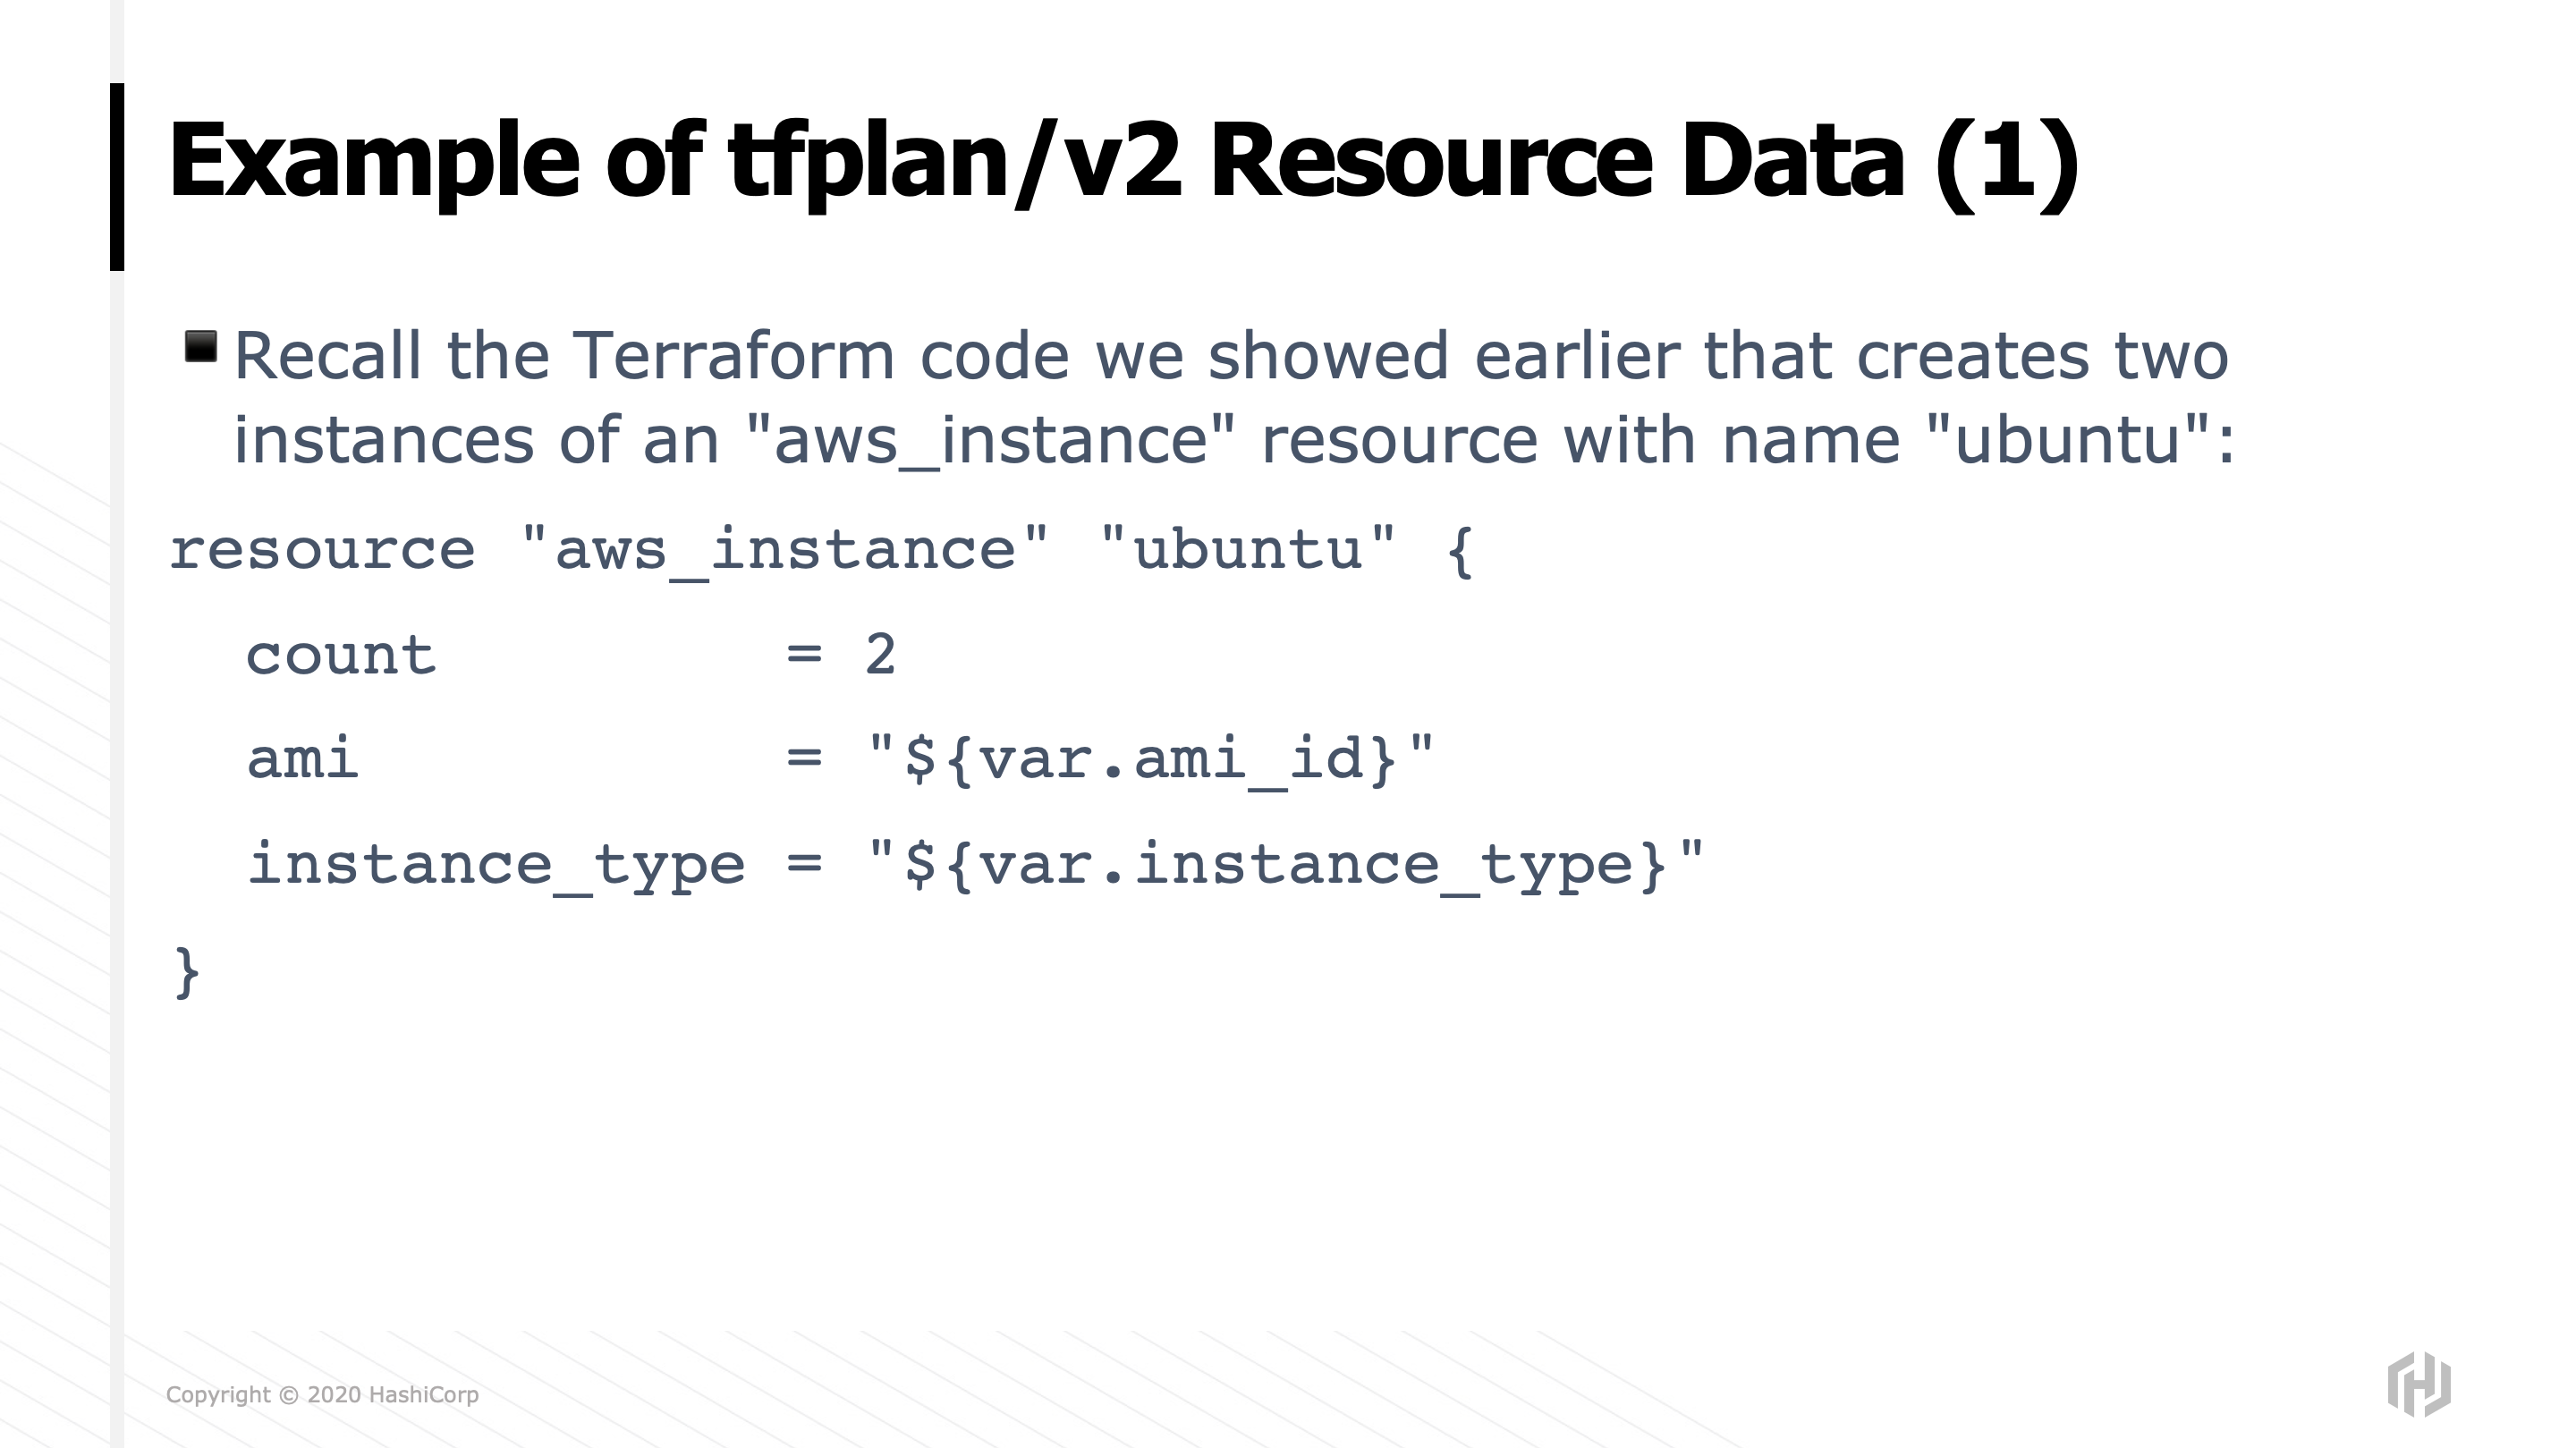 Example of tfplan/v2 Resource Data (1)
Recall the Terraform code we showed earlier that creates two
instances of an "aws_instance" resource with name "ubuntu":
resource "aws_instance" "ubuntu" {
  count         = 2
  ami           = "${var.ami_id}"
  instance_type = "${var.instance_type}"
}
Copyright © 2020 HashiCorp